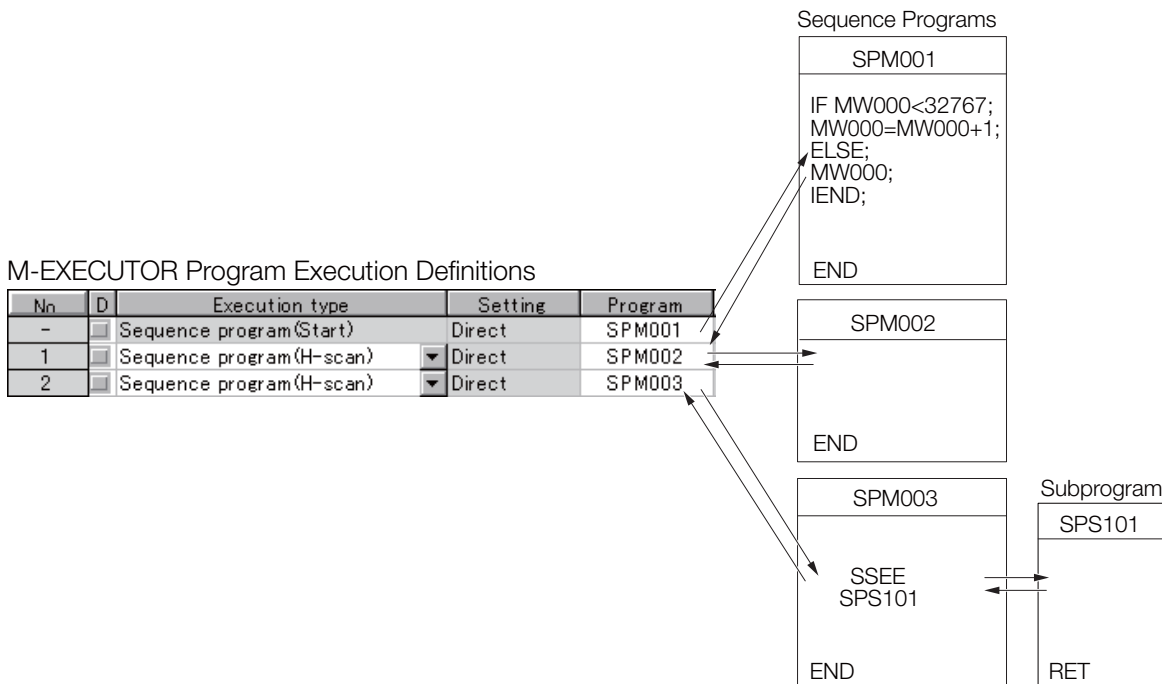 Sequence Programs
SPM001
IF MW000<32767;
MW000=MW000+1;
ELSE;
MW000;
IEND;
END
M-EXECUTOR Program Execution Definitions
No D Execution type Setting Program
- Sequence program(Start) Direct SPM001
1 Sequence program(H-scan) Direct SPM002
2 Sequence program(H-scan) Direct SPM003
SPM002
END
SPM003
SSEE
SPS101
END
Subprogram
SPS101
RET